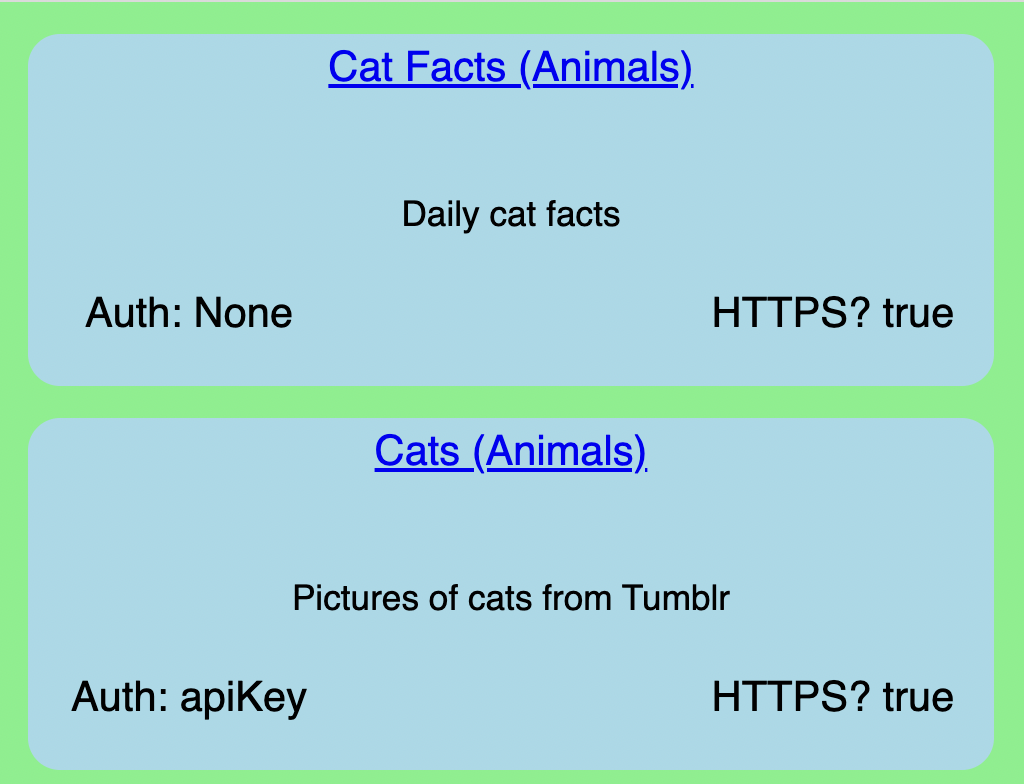 Cat Facts (Animals)
Daily cat facts
Auth: None HTTPS? true
Cats (Animals)
Pictures of cats from Tumblr
Auth: apiKey HTTPS? true